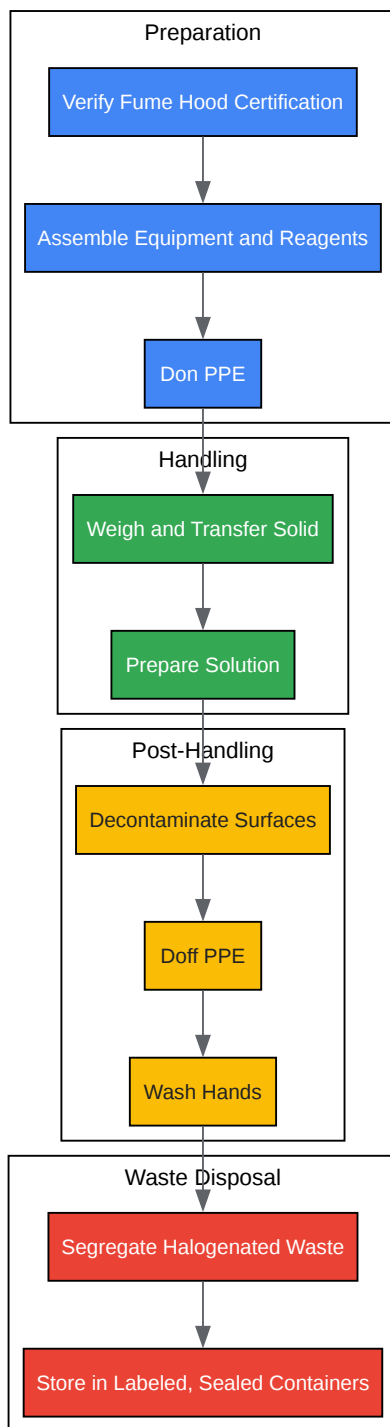 Preparation
Verify Fume Hood Certification
Assemble Equipment and Reagents
Don PPE
Handling
Weigh and Transfer Solid
Prepare Solution
Post-Handling
Decontaminate Surfaces
Doff PPE
Wash Hands
Waste Disposal
Segregate Halogenated Waste
Store in Labeled, Sealed Containers